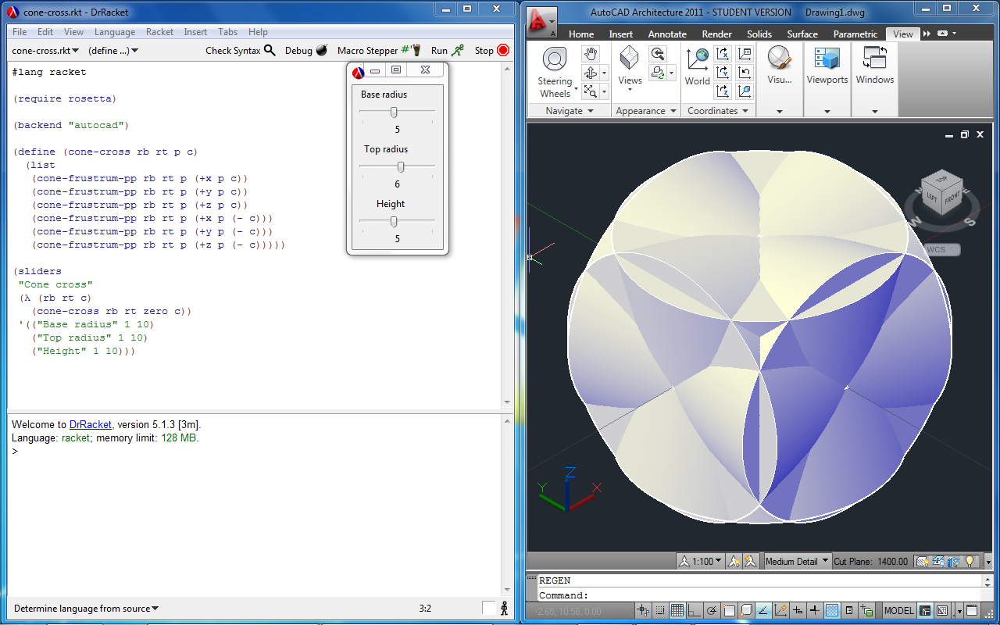 cone-cross.rkt - DrRacket
File Edit View Language Racket Insert Tabs Help
cone-cross.rkt (define ...) Check Syntax Debug Macro Stepper #' Run Stop
#lang racket
(require rosetta)
(backend "autocad")
(define (cone-cross rb rt p c)
  (list
   (cone-frustrum-pp rb rt p (+x p c))
   (cone-frustrum-pp rb rt p (+y p c))
   (cone-frustrum-pp rb rt p (+z p c))
   (cone-frustrum-pp rb rt p (+x p (- c)))
   (cone-frustrum-pp rb rt p (+y p (- c)))
   (cone-frustrum-pp rb rt p (+z p (- c)))))
(sliders
 "Cone cross"
 (λ (rb rt c)
   (cone-cross rb rt zero c))
 '(("Base radius" 1 10)
   ("Top radius" 1 10)
   ("Height" 1 10)))
Base radius
5
Top radius
6
Height
5
Welcome to DrRacket, version 5.1.3 [3m].
Language: racket; memory limit: 128 MB.
>
Determine language from source 3:2
AutoCAD Architecture 2011 - STUDENT VERSION Drawing1.dwg
A
Home Insert Annotate Render Solids Surface Parametric View
Steering
Wheels
Views
World
Visu...
Viewports
Windows
Navigate Appearance Coordinates
TOP
LEFT FRONT
N E
W S
WCS
Z
Y X
1:100 Medium Detail Cut Plane: 1400.00
REGEN
Command:
-2.65, 10.56, 0.00 MODEL